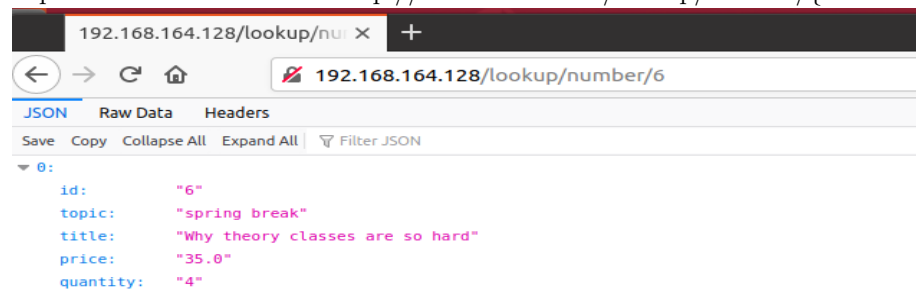 192.168.164.128/lookup/nu
192.168.164.128/lookup/number/6
JSON Raw Data Headers
Save Copy Collapse All Expand All Filter JSON
0:
id: "6"
topic: "spring break"
title: "Why theory classes are so hard"
price: "35.0"
quantity: "4"